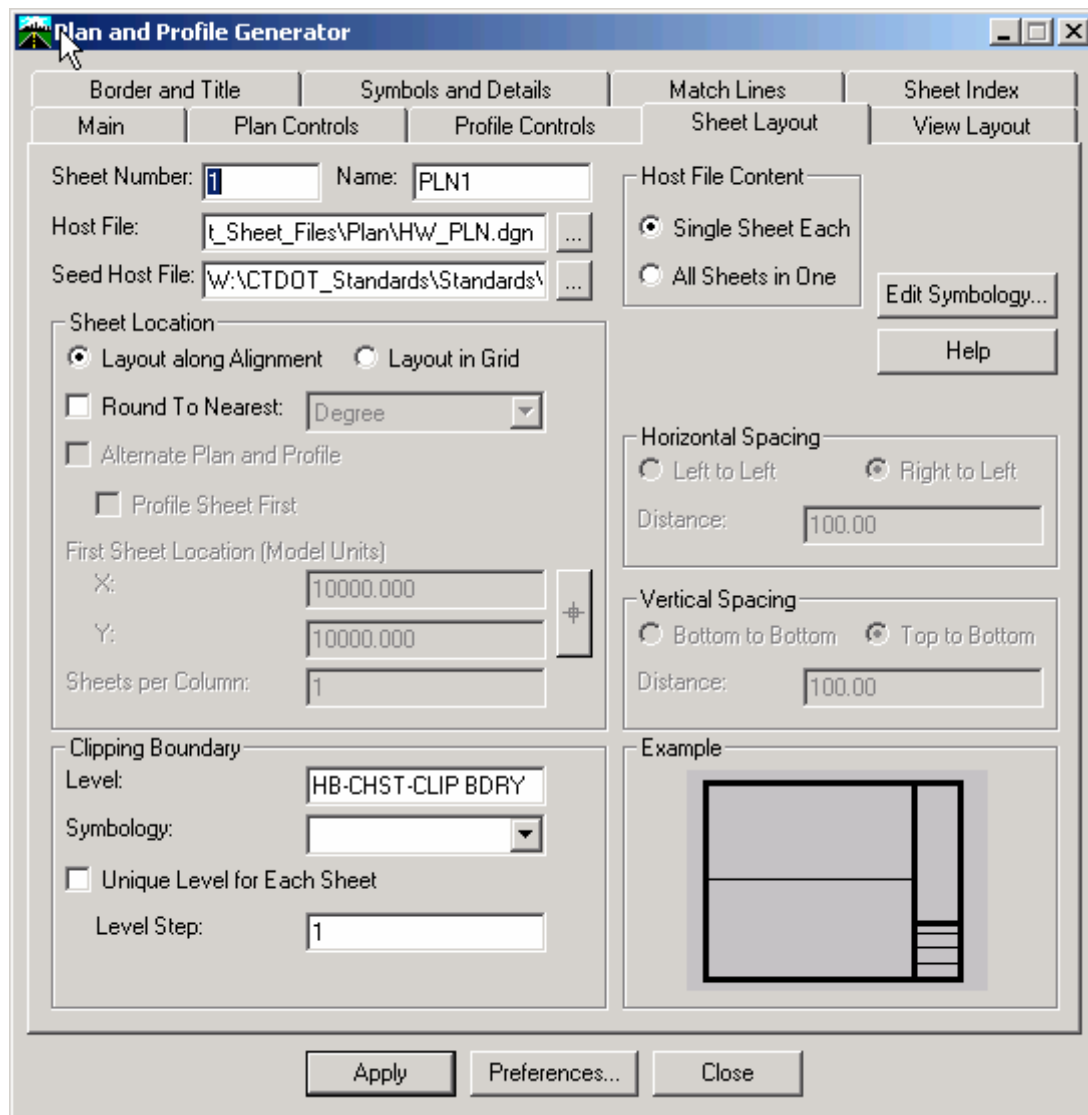 Plan and Profile Generator
Border and Title Symbols and Details Match Lines Sheet Index
Main Plan Controls Profile Controls Sheet Layout View Layout
Sheet Number: 1 Name: PLN1
Host File: t_Sheet_Files\Plan\HW_PLN.dgn ...
Seed Host File: W:\CTDOT_Standards\Standards\ ...
Host File Content
Single Sheet Each
All Sheets in One
Edit Symbology...
Help
Sheet Location
Layout along Alignment Layout in Grid
Round To Nearest: Degree
Alternate Plan and Profile
Profile Sheet First
First Sheet Location (Model Units)
X: 10000.000
Y: 10000.000
Sheets per Column: 1
Horizontal Spacing
Left to Left Right to Left
Distance: 100.00
Vertical Spacing
Bottom to Bottom Top to Bottom
Distance: 100.00
Clipping Boundary
Level: HB-CHST-CLIP BDRY
Symbology:
Unique Level for Each Sheet
Level Step: 1
Example
Apply Preferences... Close